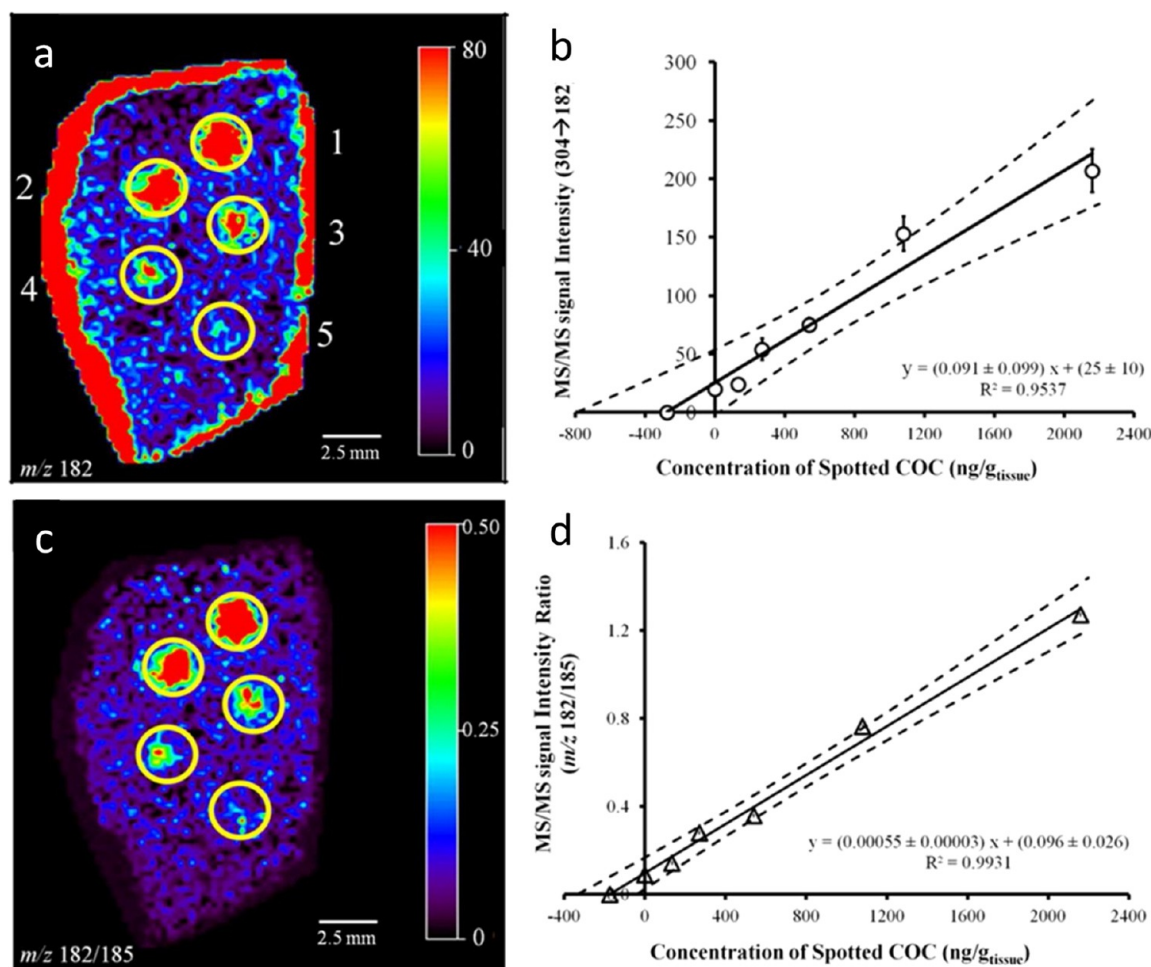 a
80
40
0
1
2
3
4
5
2.5 mm
m/z 182
b
MS/MS signal Intensity (304→182
300
250
200
150
100
50
0
-800 -400 0 400 800 1200 1600 2000 2400
y = (0.091 ± 0.099) x + (25 ± 10)
R² = 0.9537
Concentration of Spotted COC (ng/gtissue)
c
0.50
0.25
0
2.5 mm
m/z 182/185
d
MS/MS signal Intensity Ratio
(m/z 182/185)
1.6
1.2
0.8
0.4
0
-400 0 400 800 1200 1600 2000 2400
y = (0.00055 ± 0.00003) x + (0.096 ± 0.026)
R² = 0.9931
Concentration of Spotted COC (ng/gtissue)